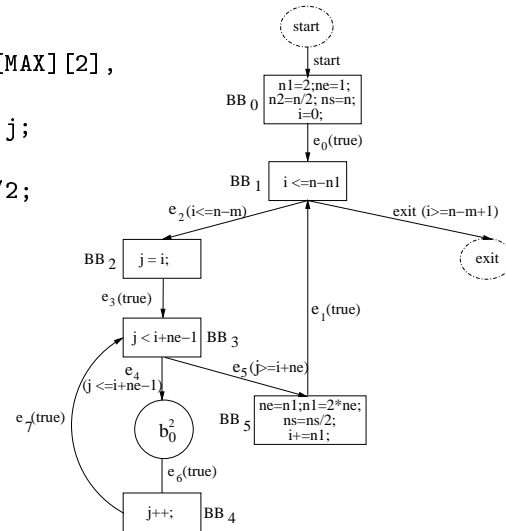 [MAX][2],
j;
/2;
start
start
BB 0
n1=2;ne=1;
n2=n/2; ns=n;
i=0;
e0(true)
BB 1
i <=n−n1
e2(i<=n−m)
exit (i>=n−m+1)
exit
BB 2
j = i;
e3(true)
e1(true)
j < i+ne−1
BB 3
e4
(j <=i+ne−1)
e5(j>=i+ne)
BB 5
ne=n1;n1=2*ne;
ns=ns/2;
i+=n1;
e7(true)
b 2 0
e6(true)
j++;
BB 4